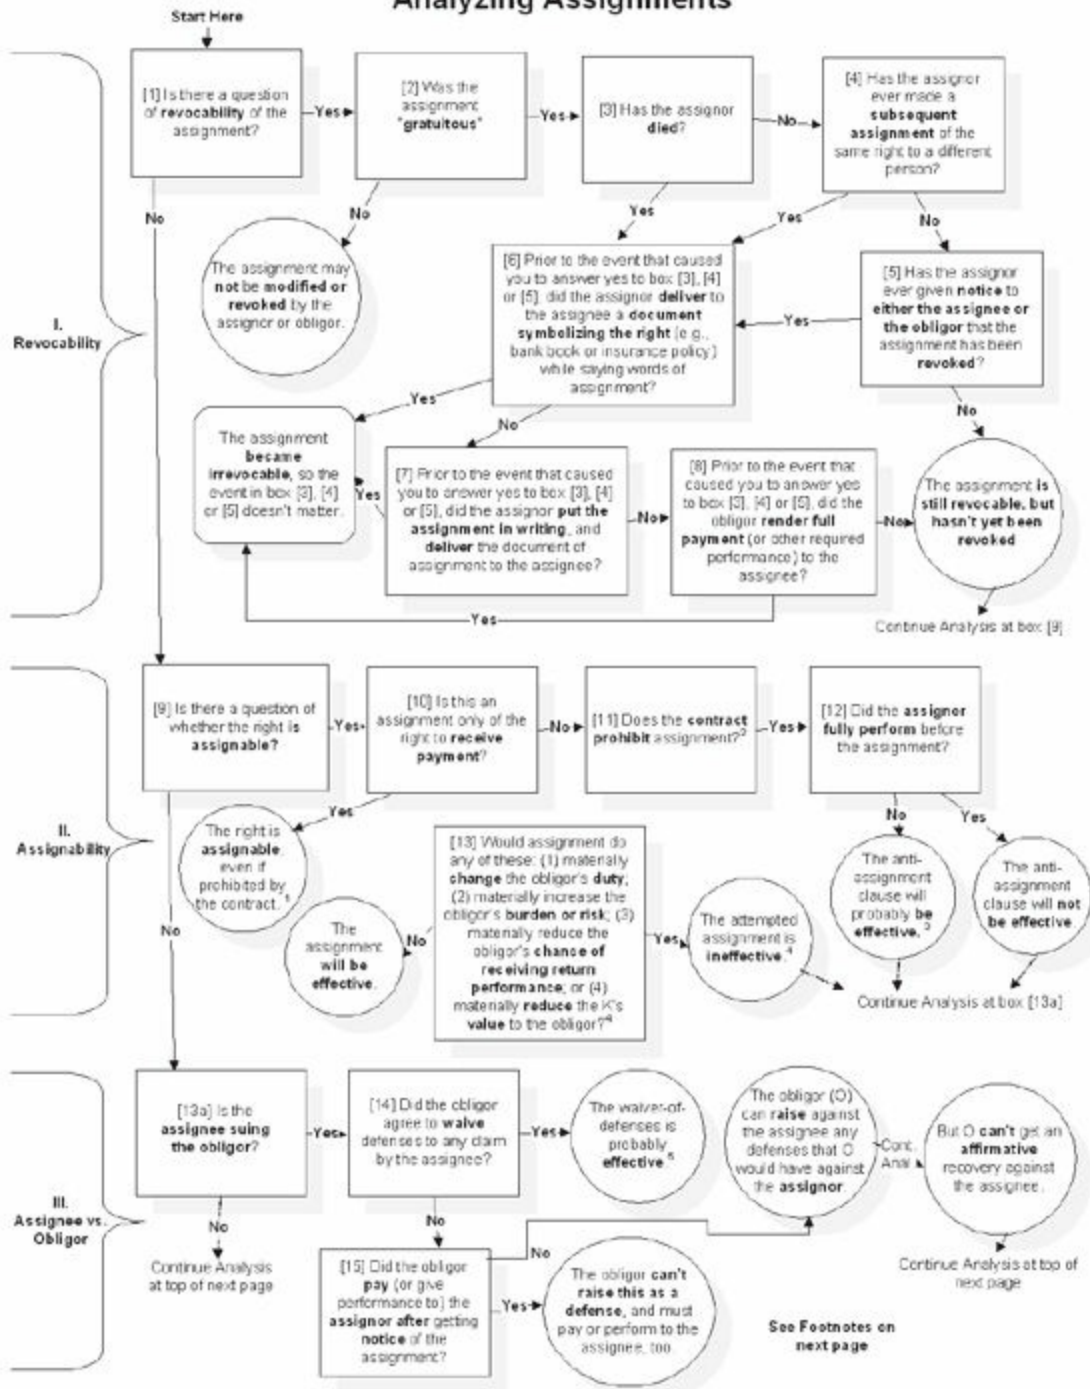 Analyzing Assignments
Start Here
[1] Is there a question
of revocability of the
assignment?
Yes
[2] Was the
assignment
"gratuitous"
Yes
[3] Has the assignor
died?
No
[4] Has the assignor
ever made a
subsequent
assignment of the
same right to a different
person?
No
No
Yes
Yes
No
The assignment may
not be modified or
revoked by the
assignor or obligor.
[6] Prior to the event that caused
you to answer yes to box [3], [4]
or [5], did the assignor deliver to
the assignee a document
symbolizing the right (e.g.,
bank book or insurance policy)
while saying words of
assignment?
Yes
[5] Has the assignor
ever given notice to
either the assignee or
the obligor that the
assignment has been
revoked?
I.
Revocability
Yes
No
No
The assignment
became
irrevocable, so the
event in box [3], [4]
or [5] doesn't matter.
Yes
[7] Prior to the event that caused
you to answer yes to box [3], [4]
or [5], did the assignor put the
assignment in writing, and
deliver the document of
assignment to the assignee?
No
[8] Prior to the event that
caused you to answer yes
to box [3], [4] or [5], did the
obligor render full
payment (or other required
performance) to the
assignee?
No
The assignment is
still revocable, but
hasn't yet been
revoked
Yes
Continue Analysis at box [9]
[9] Is there a question of
whether the right is
assignable?
Yes
[10] Is this an
assignment only of the
right to receive
payment?
No
[11] Does the contract
prohibit assignment?
Yes
[12] Did the assignor
fully perform before
the assignment?
Yes
No
Yes
II.
Assignability
The right is
assignable
even if
prohibited by
the contract.1
No
The
assignment
will be
effective.
No
[13] Would assignment do
any of these: (1) materially
change the obligor's duty;
(2) materially increase the
obligor's burden or risk; (3)
materially reduce the
obligor's chance of
receiving return
performance; or (4)
materially reduce the K's
value to the obligor?4
Yes
The attempted
assignment is
ineffective.4
The anti-
assignment
clause will
probably be
effective.3
The anti-
assignment
clause will not
be effective.
Continue Analysis at box [13a]
[13a] Is the
assignee suing
the obligor?
Yes
[14] Did the obligor
agree to waive
defenses to any claim
by the assignee?
Yes
The waiver-of-
defenses is
probably
effective.5
The obligor (O)
can raise against
the assignee any
defenses that O
would have against
the assignor.
Cont.
Anal
But O can't get an
affirmative
recovery against
the assignee.
III.
Assignee vs.
Obligor
No
Continue Analysis
at top of next page
No
[15] Did the obligor
pay (or give
performance to) the
assignor after getting
notice of the
assignment?
No
Yes
The obligor can't
raise this as a
defense, and must
pay or perform to the
assignee, too.
Continue Analysis at top of
next page
See Footnotes on
next page